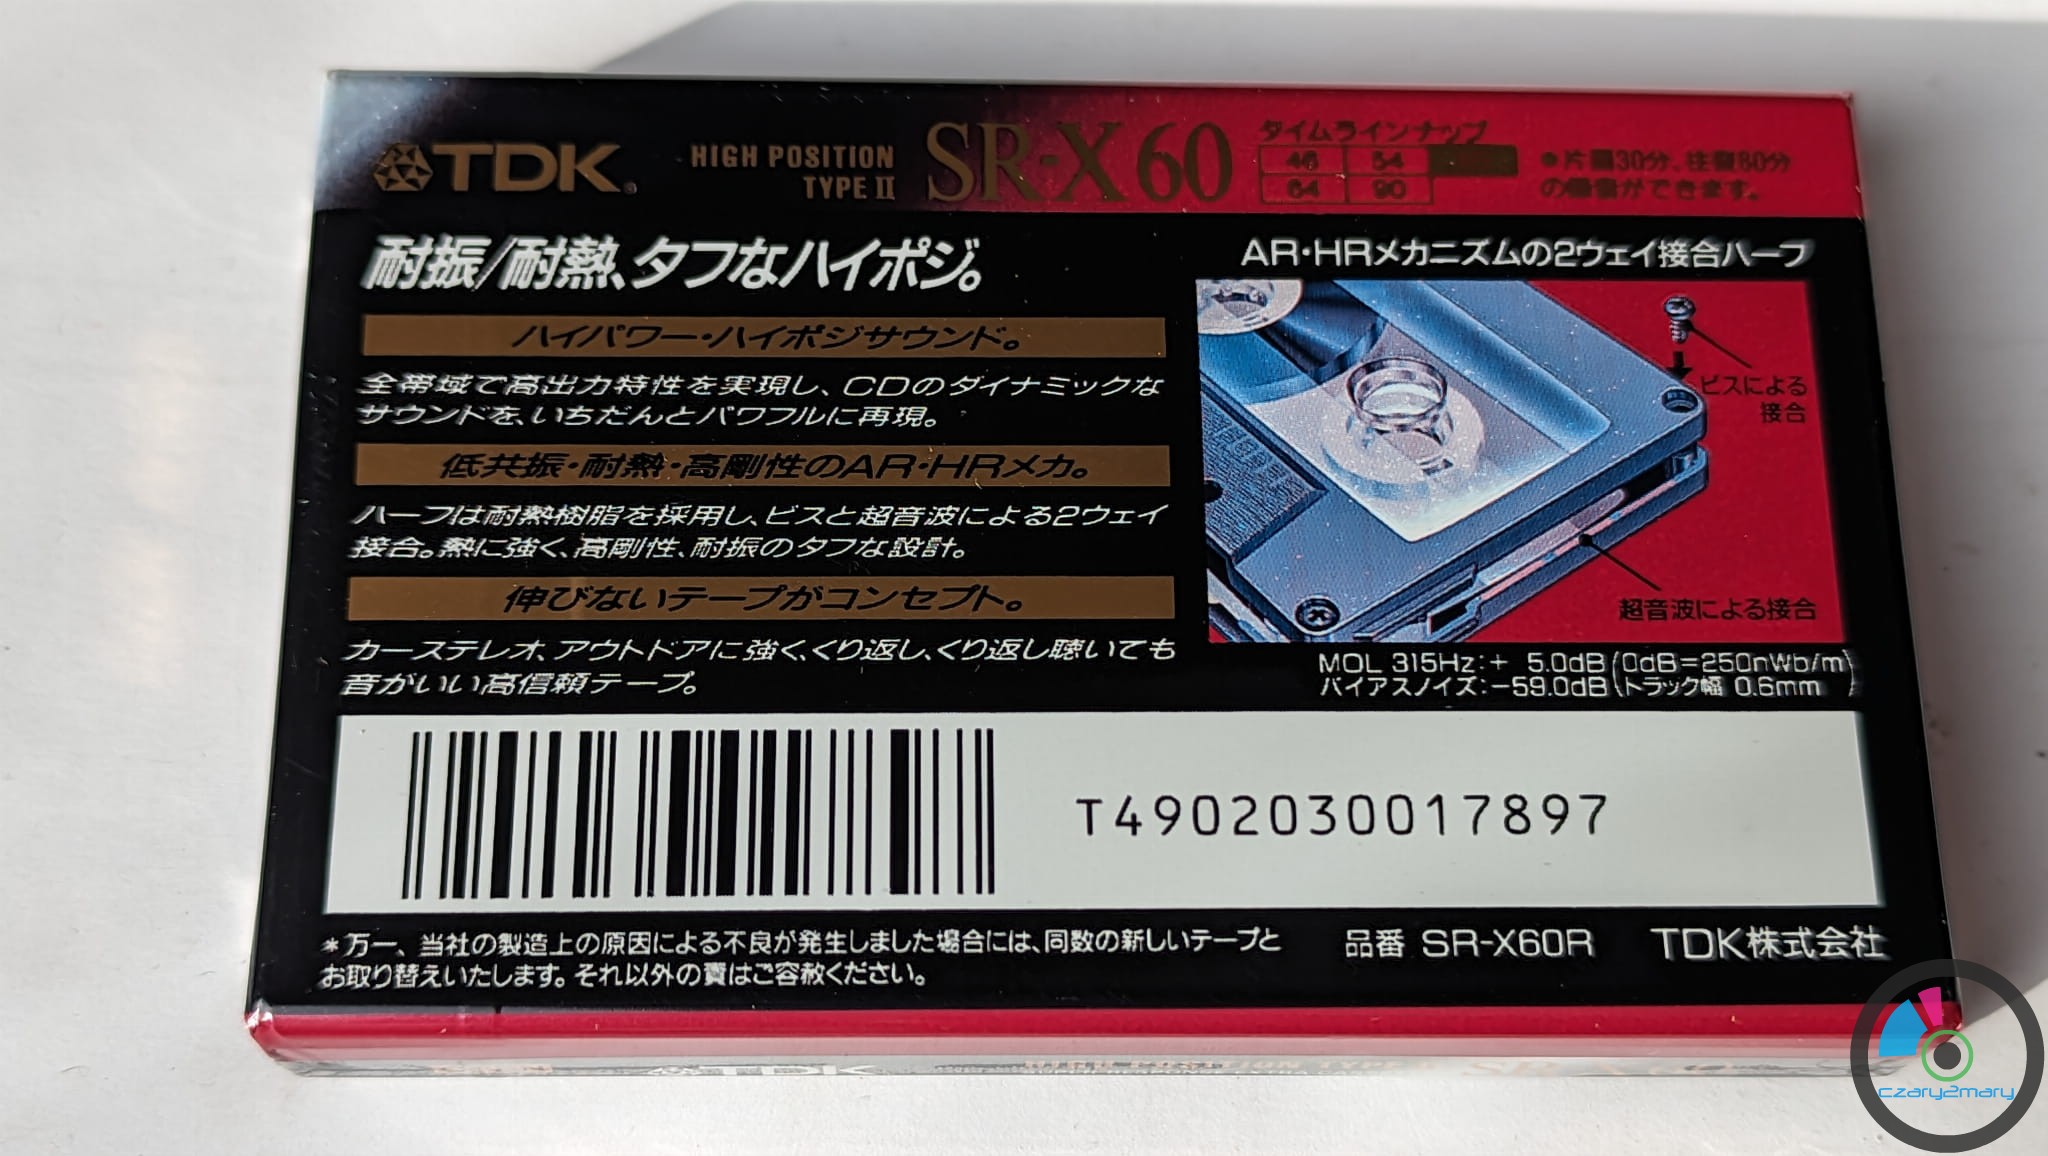 TDK
HIGH POSITION
TYPE II
SR-X 60
タイムラインナップ
46 54
64 90
●片面30分、往復60分
の録音ができます。
耐振/耐熱、タフなハイポジ。
ハイパワー・ハイポジサウンド。
全帯域で高出力特性を実現し、CDのダイナミックな
サウンドを、いちだんとパワフルに再現。
低共振・耐熱・高剛性のAR・HRメカ。
ハーフは耐熱樹脂を採用し、ビスと超音波による2ウェイ
接合。熱に強く、高剛性、耐振のタフな設計。
伸びないテープがコンセプト。
カーステレオ、アウトドアに強く、くり返し、くり返し聴いても
音がいい高信頼テープ。
AR・HRメカニズムの2ウェイ接合ハーフ
ビスによる
接合
超音波による接合
MOL 315Hz:+ 5.0dB (0dB=250nWb/m)
バイアスノイズ:-59.0dB (トラック幅 0.6mm)
T4902030017897
*万一、当社の製造上の原因による不良が発生しました場合には、同数の新しいテープと
お取り替えいたします。それ以外の責はご容赦ください。
品番 SR-X60R TDK株式会社
TDK
czary2mary